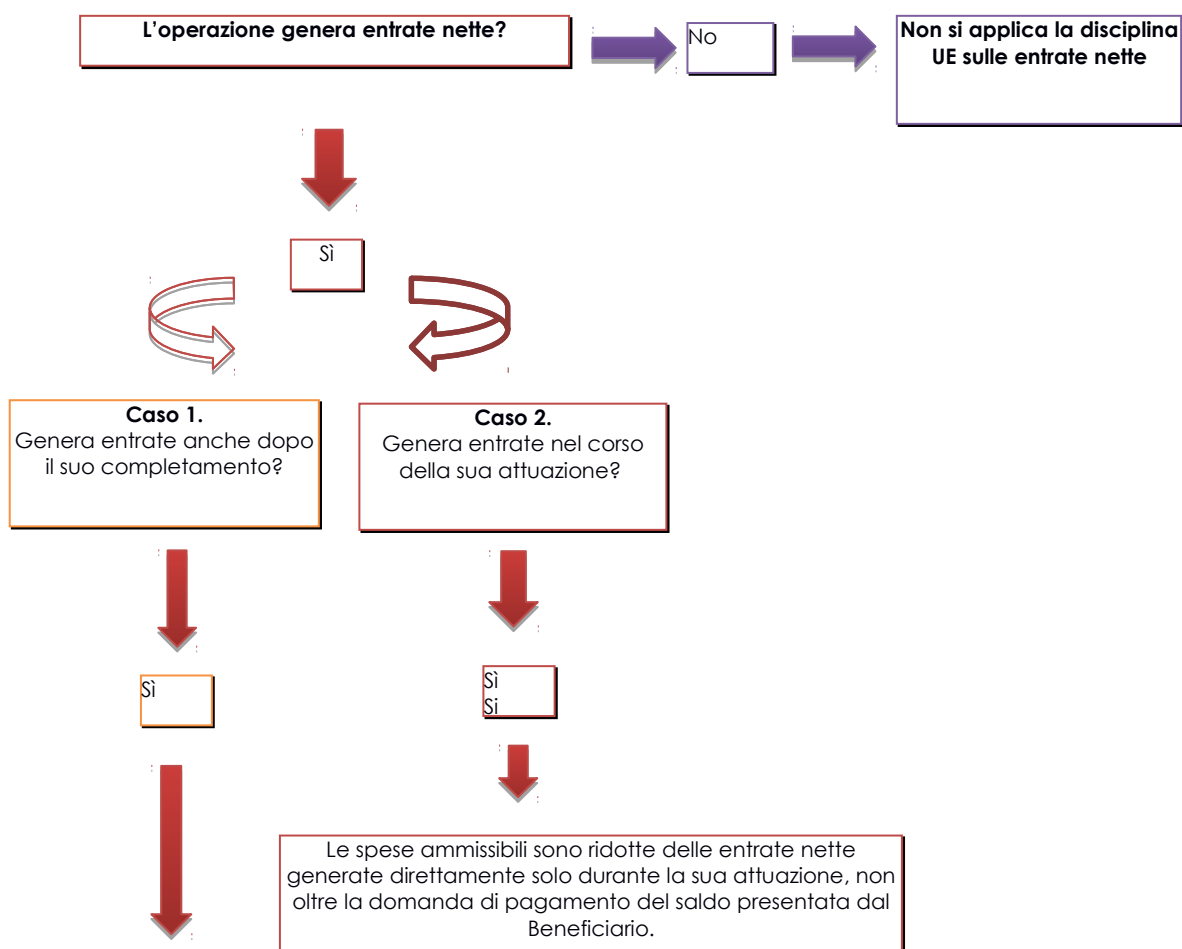 L'operazione genera entrate nette?
No
Non si applica la disciplina
UE sulle entrate nette
Sì
Caso 1.
Genera entrate anche dopo
il suo completamento?
Caso 2.
Genera entrate nel corso
della sua attuazione?
Sì
Sì
Si
Le spese ammissibili sono ridotte delle entrate nette
generate direttamente solo durante la sua attuazione, non
oltre la domanda di pagamento del saldo presentata dal
Beneficiario.